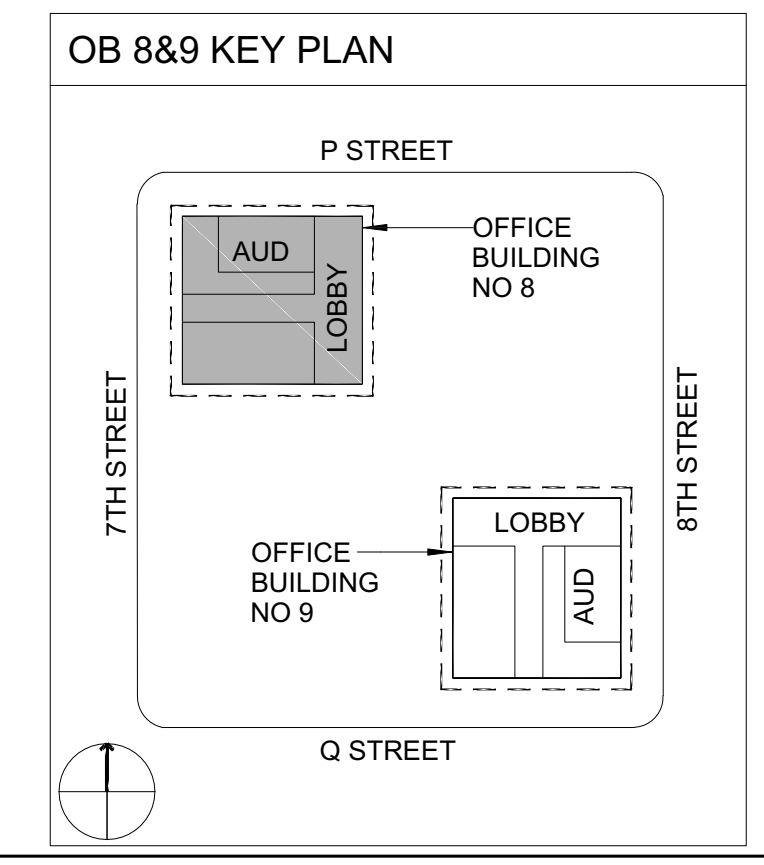 OB 8&9 KEY PLAN
P STREET
AUD
LOBBY
OFFICE
BUILDING
NO 8
7TH STREET
8TH STREET
OFFICE
BUILDING
NO 9
LOBBY
AUD
Q STREET